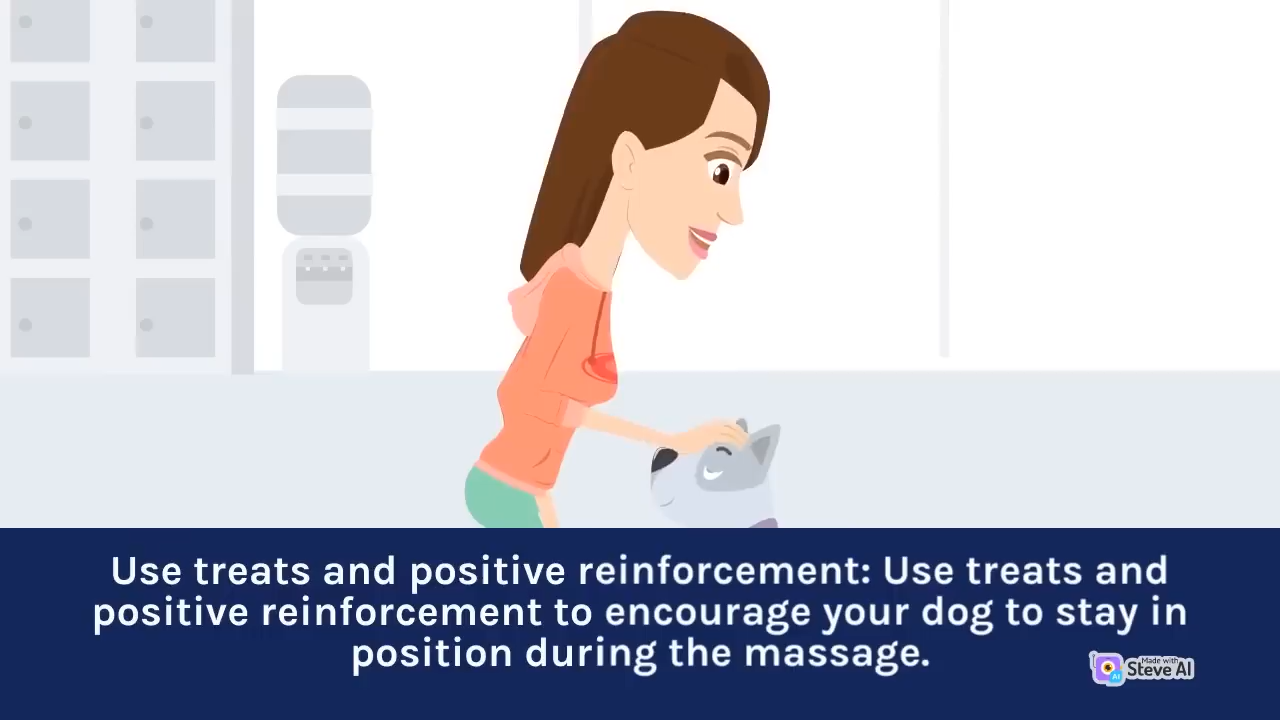 Use treats and positive reinforcement: Use treats and
positive reinforcement to encourage your dog to stay in
position during the massage.
Made with
Steve AI
AI